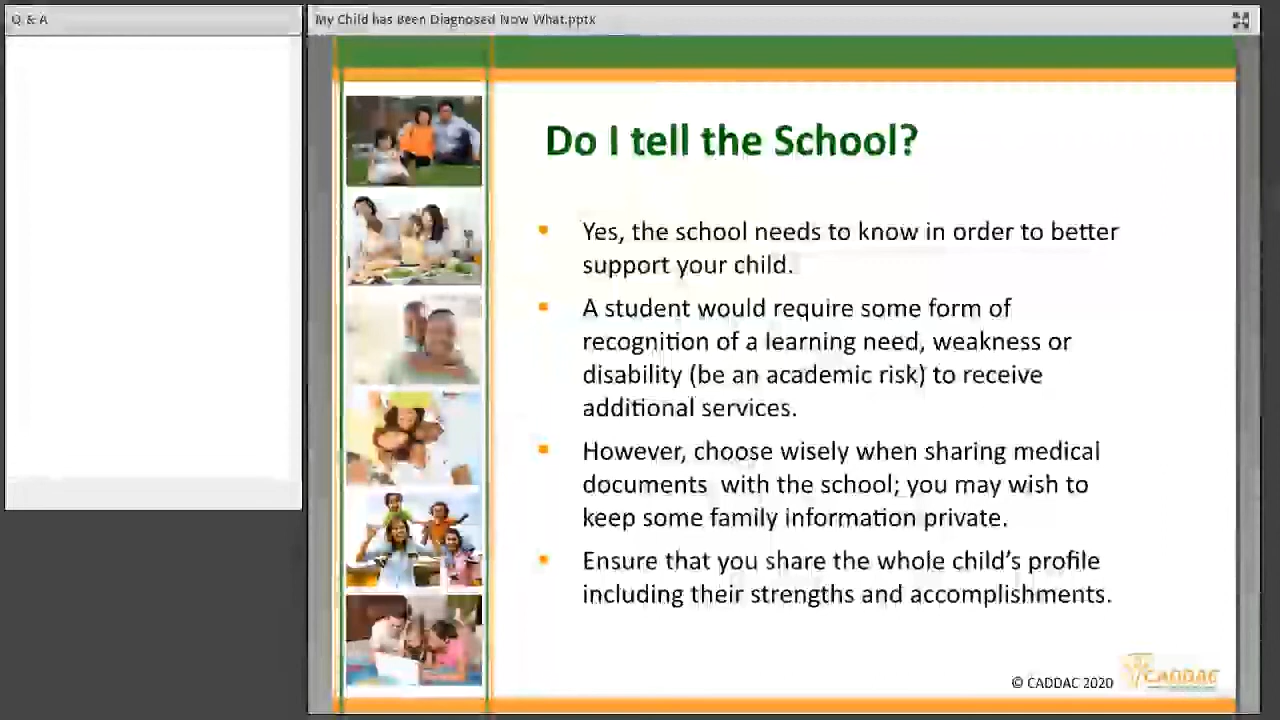 Q & A
My Child has Been Diagnosed Now What.pptx
Do I tell the School?
Yes, the school needs to know in order to better
support your child.
A student would require some form of
recognition of a learning need, weakness or
disability (be an academic risk) to receive
additional services.
However, choose wisely when sharing medical
documents  with the school; you may wish to
keep some family information private.
Ensure that you share the whole child's profile
including their strengths and accomplishments.
© CADDAC 2020
CADDAC